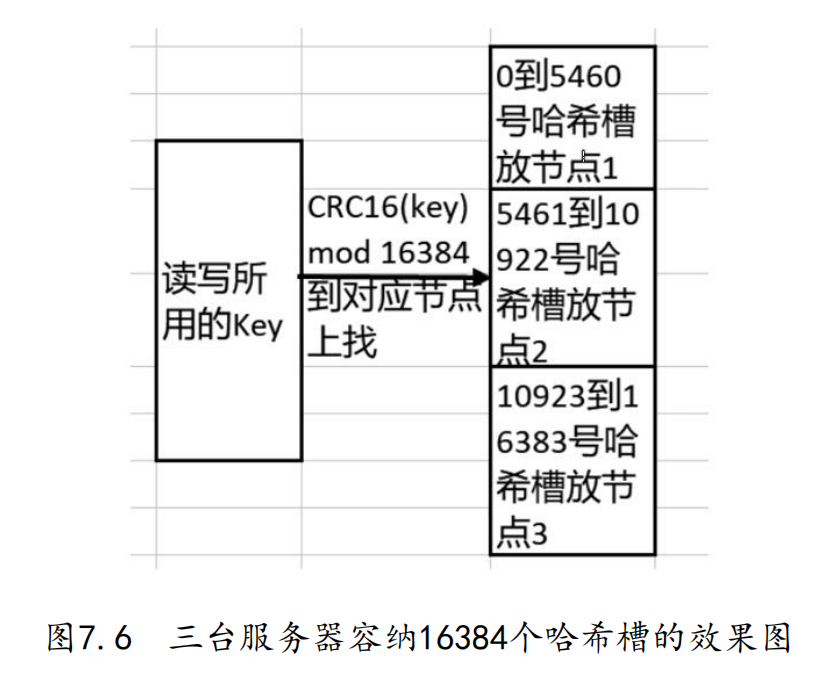 读写所
用的Key
CRC16(key)
mod 16384
到对应节点
上找
0到5460
号哈希槽
放节点1
5461到10
922号哈
希槽放节
点2
10923到1
6383号哈
希槽放节
点3
图7.6 三台服务器容纳16384个哈希槽的效果图